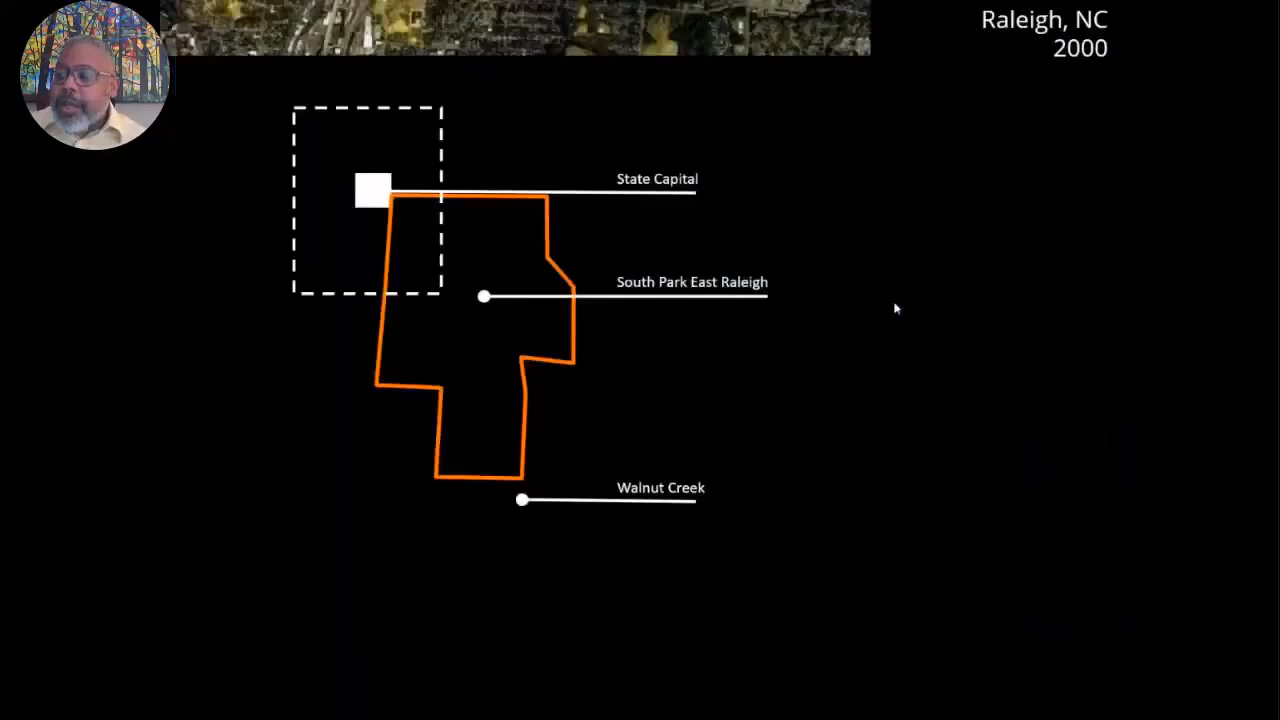 Raleigh, NC
2000
State Capital
South Park East Raleigh
Walnut Creek